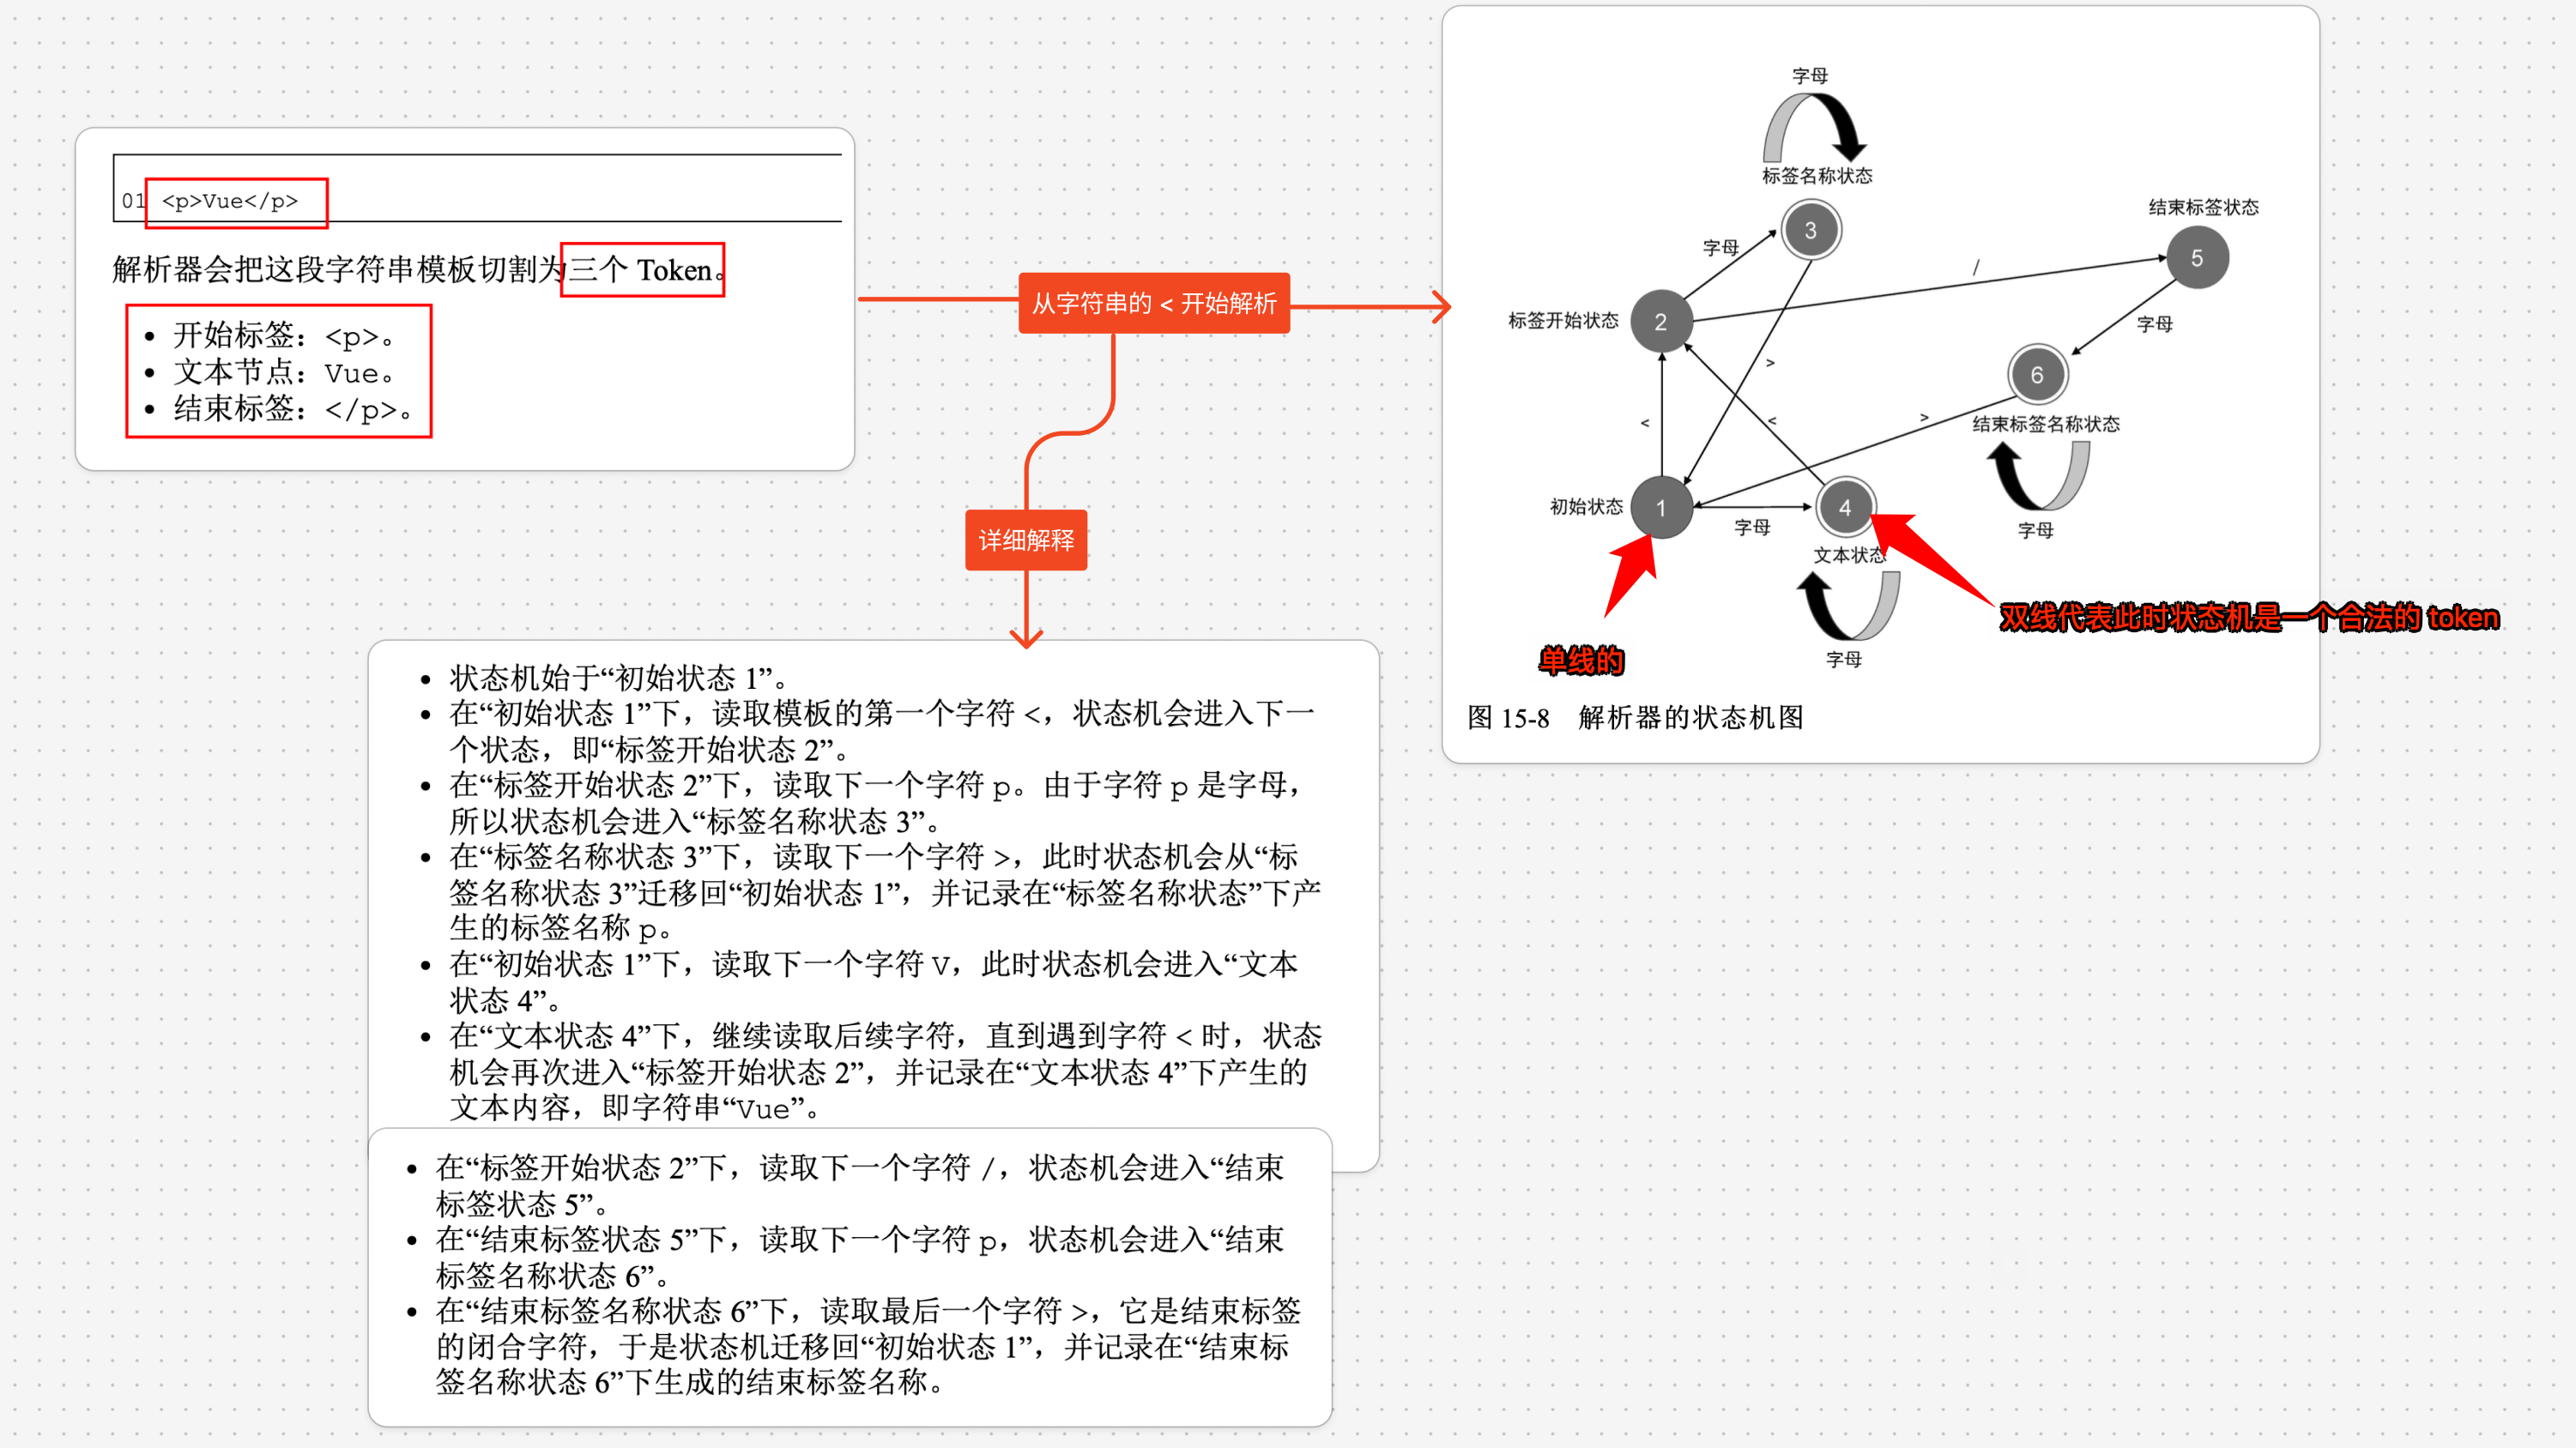 01 <p>Vue</p>
解析器会把这段字符串模板切割为三个 Token。
• 开始标签：<p>。
• 文本节点：Vue。
• 结束标签：</p>。
从字符串的 < 开始解析
详细解释
• 状态机始于“初始状态 1”。
• 在“初始状态 1”下，读取模板的第一个字符 <，状态机会进入下一
个状态，即“标签开始状态 2”。
• 在“标签开始状态 2”下，读取下一个字符 p。由于字符 p 是字母，
所以状态机会进入“标签名称状态 3”。
• 在“标签名称状态 3”下，读取下一个字符 >，此时状态机会从“标
签名称状态 3”迁移回“初始状态 1”，并记录在“标签名称状态”下产
生的标签名称 p。
• 在“初始状态 1”下，读取下一个字符 V，此时状态机会进入“文本
状态 4”。
• 在“文本状态 4”下，继续读取后续字符，直到遇到字符 < 时，状态
机会再次进入“标签开始状态 2”，并记录在“文本状态 4”下产生的
文本内容，即字符串“Vue”。
• 在“标签开始状态 2”下，读取下一个字符 /，状态机会进入“结束
标签状态 5”。
• 在“结束标签状态 5”下，读取下一个字符 p，状态机会进入“结束
标签名称状态 6”。
• 在“结束标签名称状态 6”下，读取最后一个字符 >，它是结束标签
的闭合字符，于是状态机迁移回“初始状态 1”，并记录在“结束标
签名称状态 6”下生成的结束标签名称。
字母
标签名称状态
3
结束标签状态
5
字母
/
标签开始状态
2
字母
6
>
结束标签名称状态
<
<
>
初始状态
1
字母
4
字母
文本状态
双线代表此时状态机是一个合法的 token
单线的
字母
图 15-8 解析器的状态机图